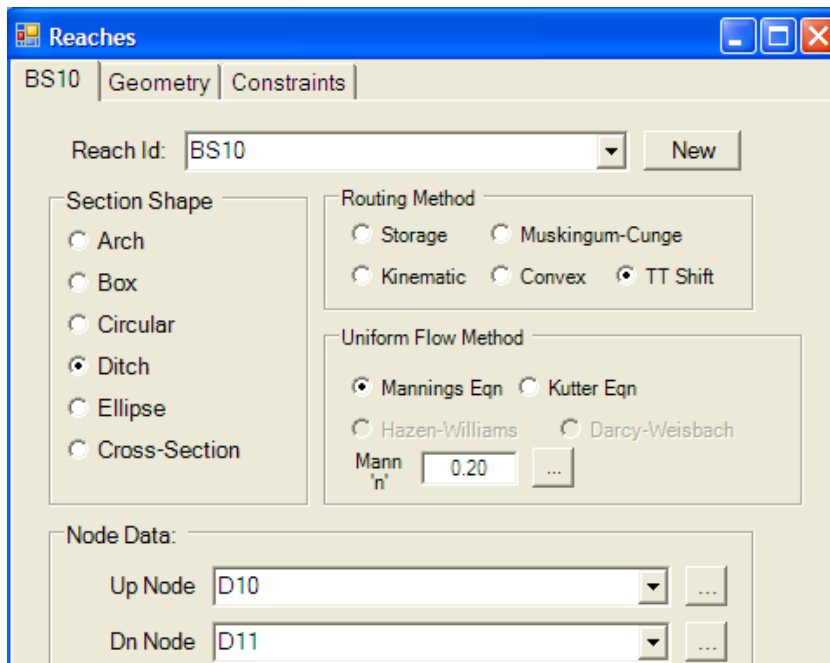 Reaches
BS10 Geometry Constraints
Reach Id: BS10 New
Section Shape
Arch
Box
Circular
Ditch
Ellipse
Cross-Section
Routing Method
Storage Muskingum-Cunge
Kinematic Convex TT Shift
Uniform Flow Method
Mannings Eqn Kutter Eqn
Hazen-Williams Darcy-Weisbach
Mann
'n' 0.20 ...
Node Data:
Up Node D10 ...
Dn Node D11 ...